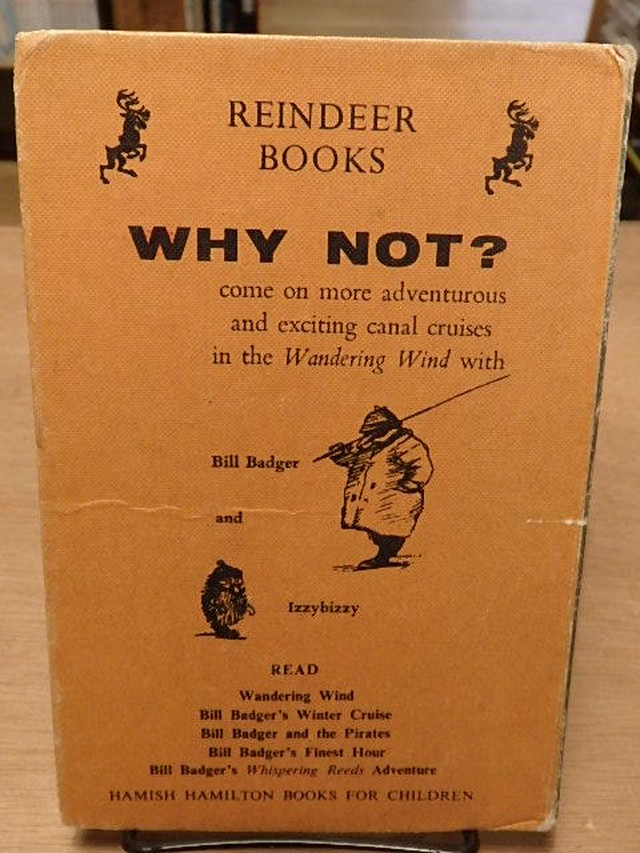 REINDEER
BOOKS
WHY NOT?
come on more adventurous
and exciting canal cruises
in the Wandering Wind with
Bill Badger
and
Izzybizzy
READ
Wandering Wind
Bill Badger's Winter Cruise
Bill Badger and the Pirates
Bill Badger's Finest Hour
Bill Badger's Whispering Reeds Adventure
HAMISH HAMILTON BOOKS FOR CHILDREN